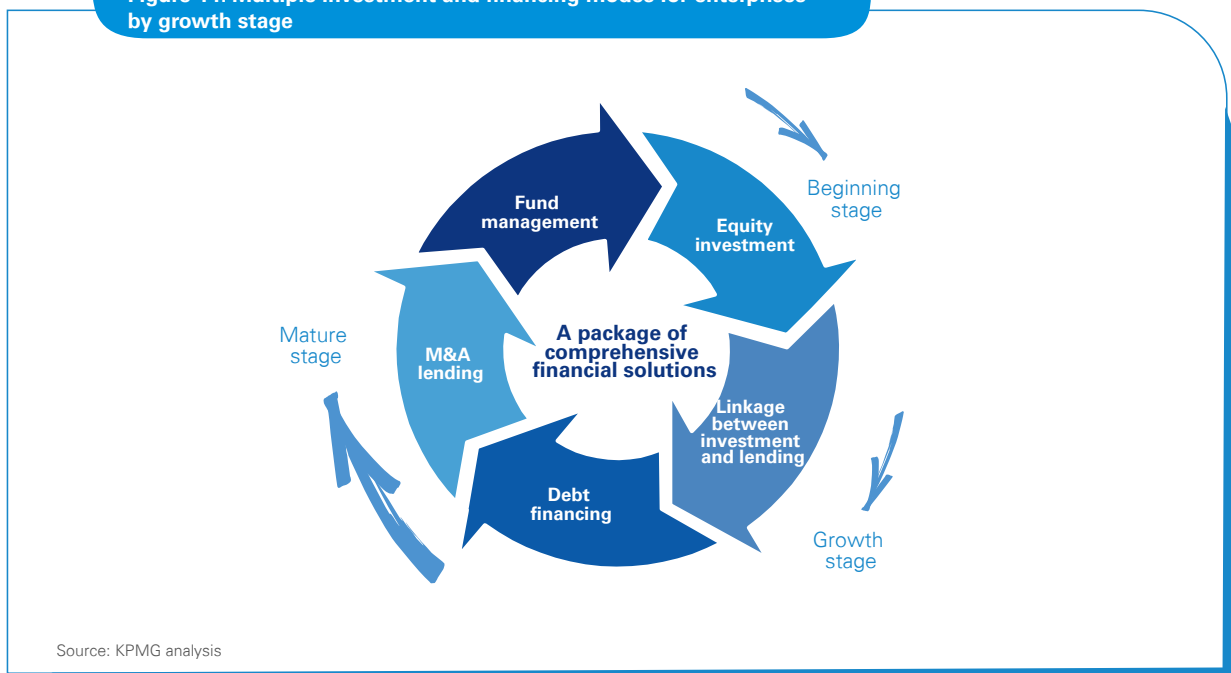 by growth stage
Beginning
stage
Fund
management
Equity
investment
Mature
stage
A package of
comprehensive
financial solutions
M&A
lending
Linkage
between
investment
and lending
Debt
financing
Growth
stage
Source: KPMG analysis